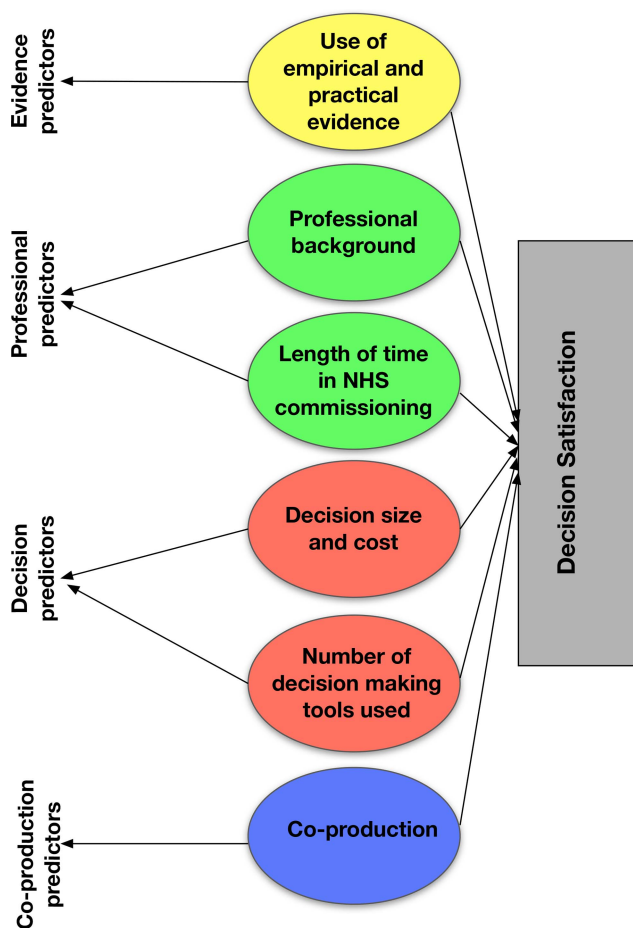 Evidence
predictors
Use of
empirical and
practical
evidence
Professional
predictors
Professional
background
Length of time
in NHS
commissioning
Decision Satisfaction
Decision
predictors
Decision size
and cost
Number of
decision making
tools used
Co-production
predictors
Co-production